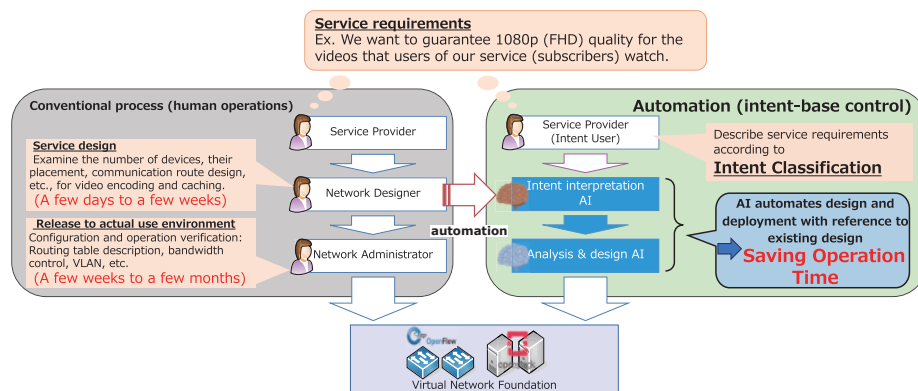 Service requirements
Ex. We want to guarantee 1080p (FHD) quality for the
videos that users of our service (subscribers) watch.
Conventional process (human operations)
Service Provider
Service design
Examine the number of devices, their
placement, communication route design,
etc., for video encoding and caching.
(A few days to a few weeks)
Network Designer
Release to actual use environment
Configuration and operation verification:
Routing table description, bandwidth
control, VLAN, etc.
(A few weeks to a few months)
Network Administrator
automation
Automation (intent-base control)
Service Provider
(Intent User)
Describe service requirements
according to
Intent Classification
Intent interpretation
AI
Analysis & design AI
AI automates design and
deployment with reference to
existing design
Saving Operation
Time
OpenFlow
Virtual Network Foundation